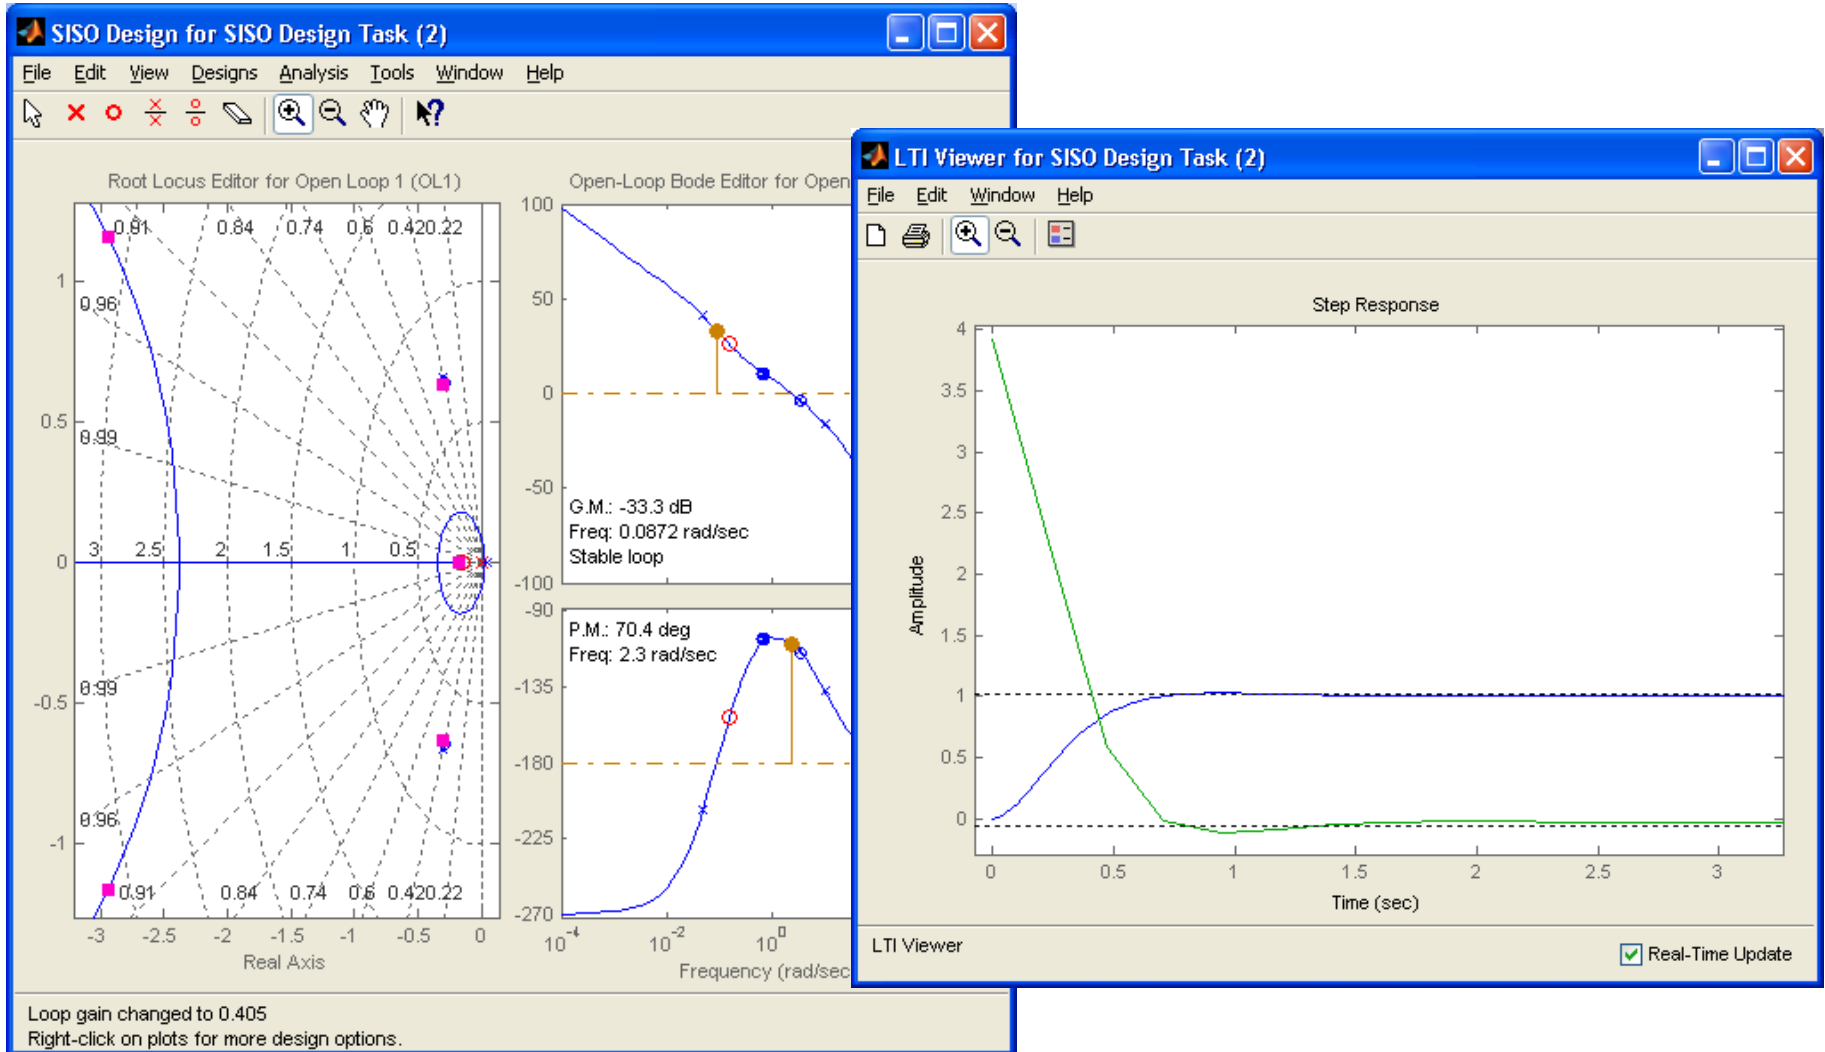 SISO Design for SISO Design Task (2)
File Edit View Designs Analysis Tools Window Help
Root Locus Editor for Open Loop 1 (OL1)
0.91 0.84 0.74 0.6 0.42 0.22
1
0.96
0.5
0.99
0
3 2.5 2 1.5 1 0.5
0.99
-0.5
0.96
-1
0.91 0.84 0.74 0.6 0.42 0.22
-3 -2.5 -2 -1.5 -1 -0.5 0
Real Axis
Open-Loop Bode Editor for Open
100
50
0
-50
G.M.: -33.3 dB
Freq: 0.0872 rad/sec
Stable loop
-100
-90
P.M.: 70.4 deg
Freq: 2.3 rad/sec
-135
-180
-225
-270
10^-4 10^-2 10^0
Frequency (rad/sec
Loop gain changed to 0.405
Right-click on plots for more design options.
LTI Viewer for SISO Design Task (2)
File Edit Window Help
Step Response
4
3.5
3
2.5
2
1.5
1
0.5
0
Amplitude
0 0.5 1 1.5 2 2.5 3
Time (sec)
LTI Viewer
Real-Time Update